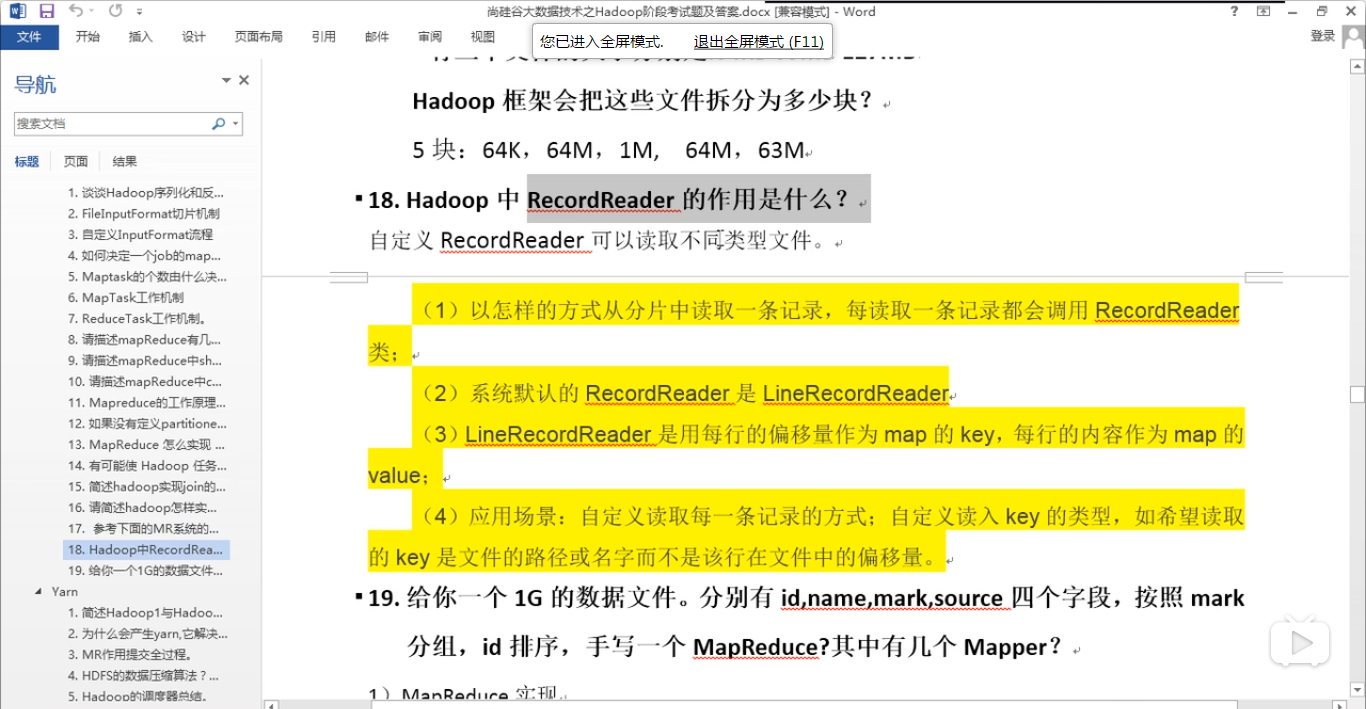 尚硅谷大数据技术之Hadoop阶段考试题及答案.docx [兼容模式] - Word
文件 开始 插入 设计 页面布局 引用 邮件 审阅 视图 登录
您已进入全屏模式. 退出全屏模式 (F11)
导航
搜索文档
标题 页面 结果
1. 谈谈Hadoop序列化和反...
2. FileInputFormat切片机制
3. 自定义InputFormat流程
4. 如何决定一个job的map...
5. Maptask的个数由什么决...
6. MapTask工作机制
7. ReduceTask工作机制。
8. 请描述mapReduce有几...
9. 请描述mapReduce中sh...
10. 请描述mapReduce中c...
11. Mapreduce的工作原理...
12. 如果没有定义partitione...
13. MapReduce 怎么实现 ...
14. 有可能使 Hadoop 任务...
15. 简述hadoop实现join的...
16. 请简述hadoop怎样实...
17. 参考下面的MR系统的...
18. Hadoop中RecordRea...
19. 给你一个1G的数据文件...
Yarn
1. 简述Hadoop1与Hadoo...
2. 为什么会产生yarn,它解决...
3. MR作用提交全过程。
4. HDFS的数据压缩算法？...
5. Hadoop的调度器总结。
Hadoop 框架会把这些文件拆分为多少块？
5 块：64K，64M，1M, 64M，63M
18. Hadoop 中 RecordReader 的作用是什么？
自定义 RecordReader 可以读取不同类型文件。
（1）以怎样的方式从分片中读取一条记录，每读取一条记录都会调用 RecordReader
类；
（2）系统默认的 RecordReader 是 LineRecordReader
（3）LineRecordReader 是用每行的偏移量作为 map 的 key，每行的内容作为 map 的
value；
（4）应用场景：自定义读取每一条记录的方式；自定义读入 key 的类型，如希望读取
的 key 是文件的路径或名字而不是该行在文件中的偏移量。
19. 给你一个 1G 的数据文件。分别有 id,name,mark,source 四个字段，按照 mark
分组，id 排序，手写一个 MapReduce?其中有几个 Mapper？
1）MapReduce 实现